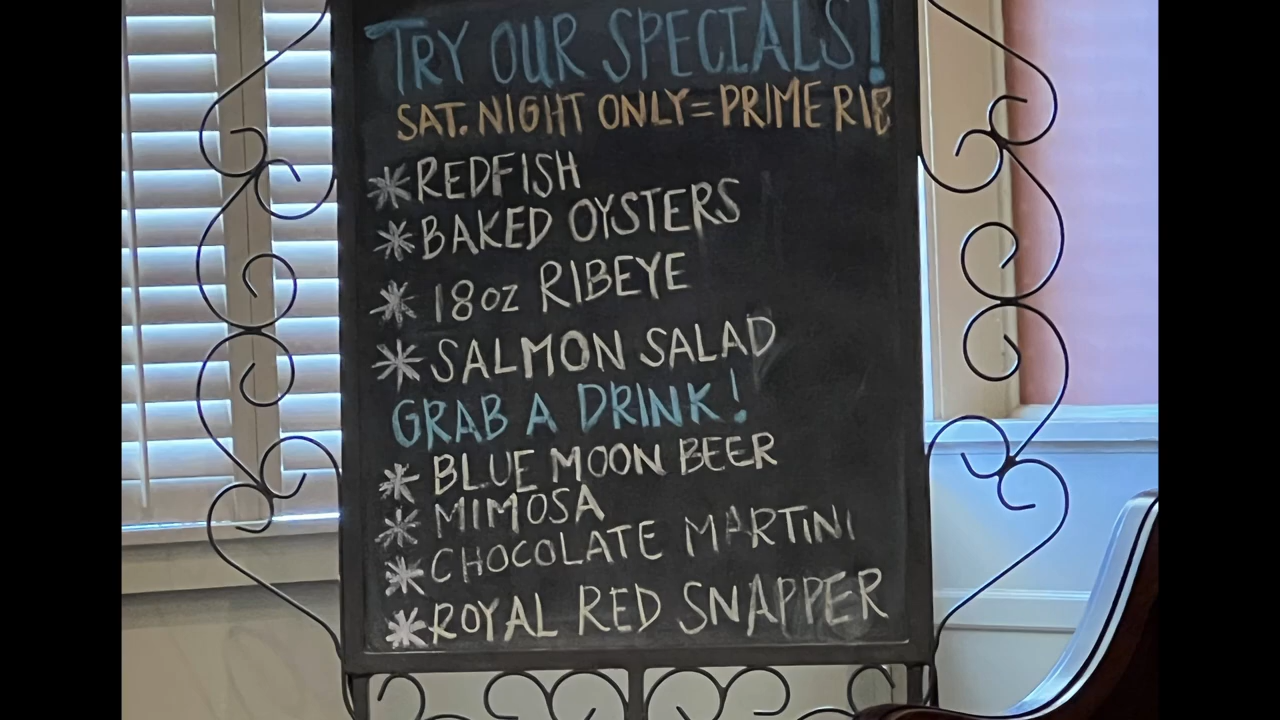 TRY OUR SPECIALS!
SAT. NIGHT ONLY = PRIME RIB
* REDFISH
* BAKED OYSTERS
* 18oz RIBEYE
* SALMON SALAD
GRAB A DRINK!
* BLUE MOON BEER
* MIMOSA
* CHOCOLATE MARTINI
* ROYAL RED SNAPPER